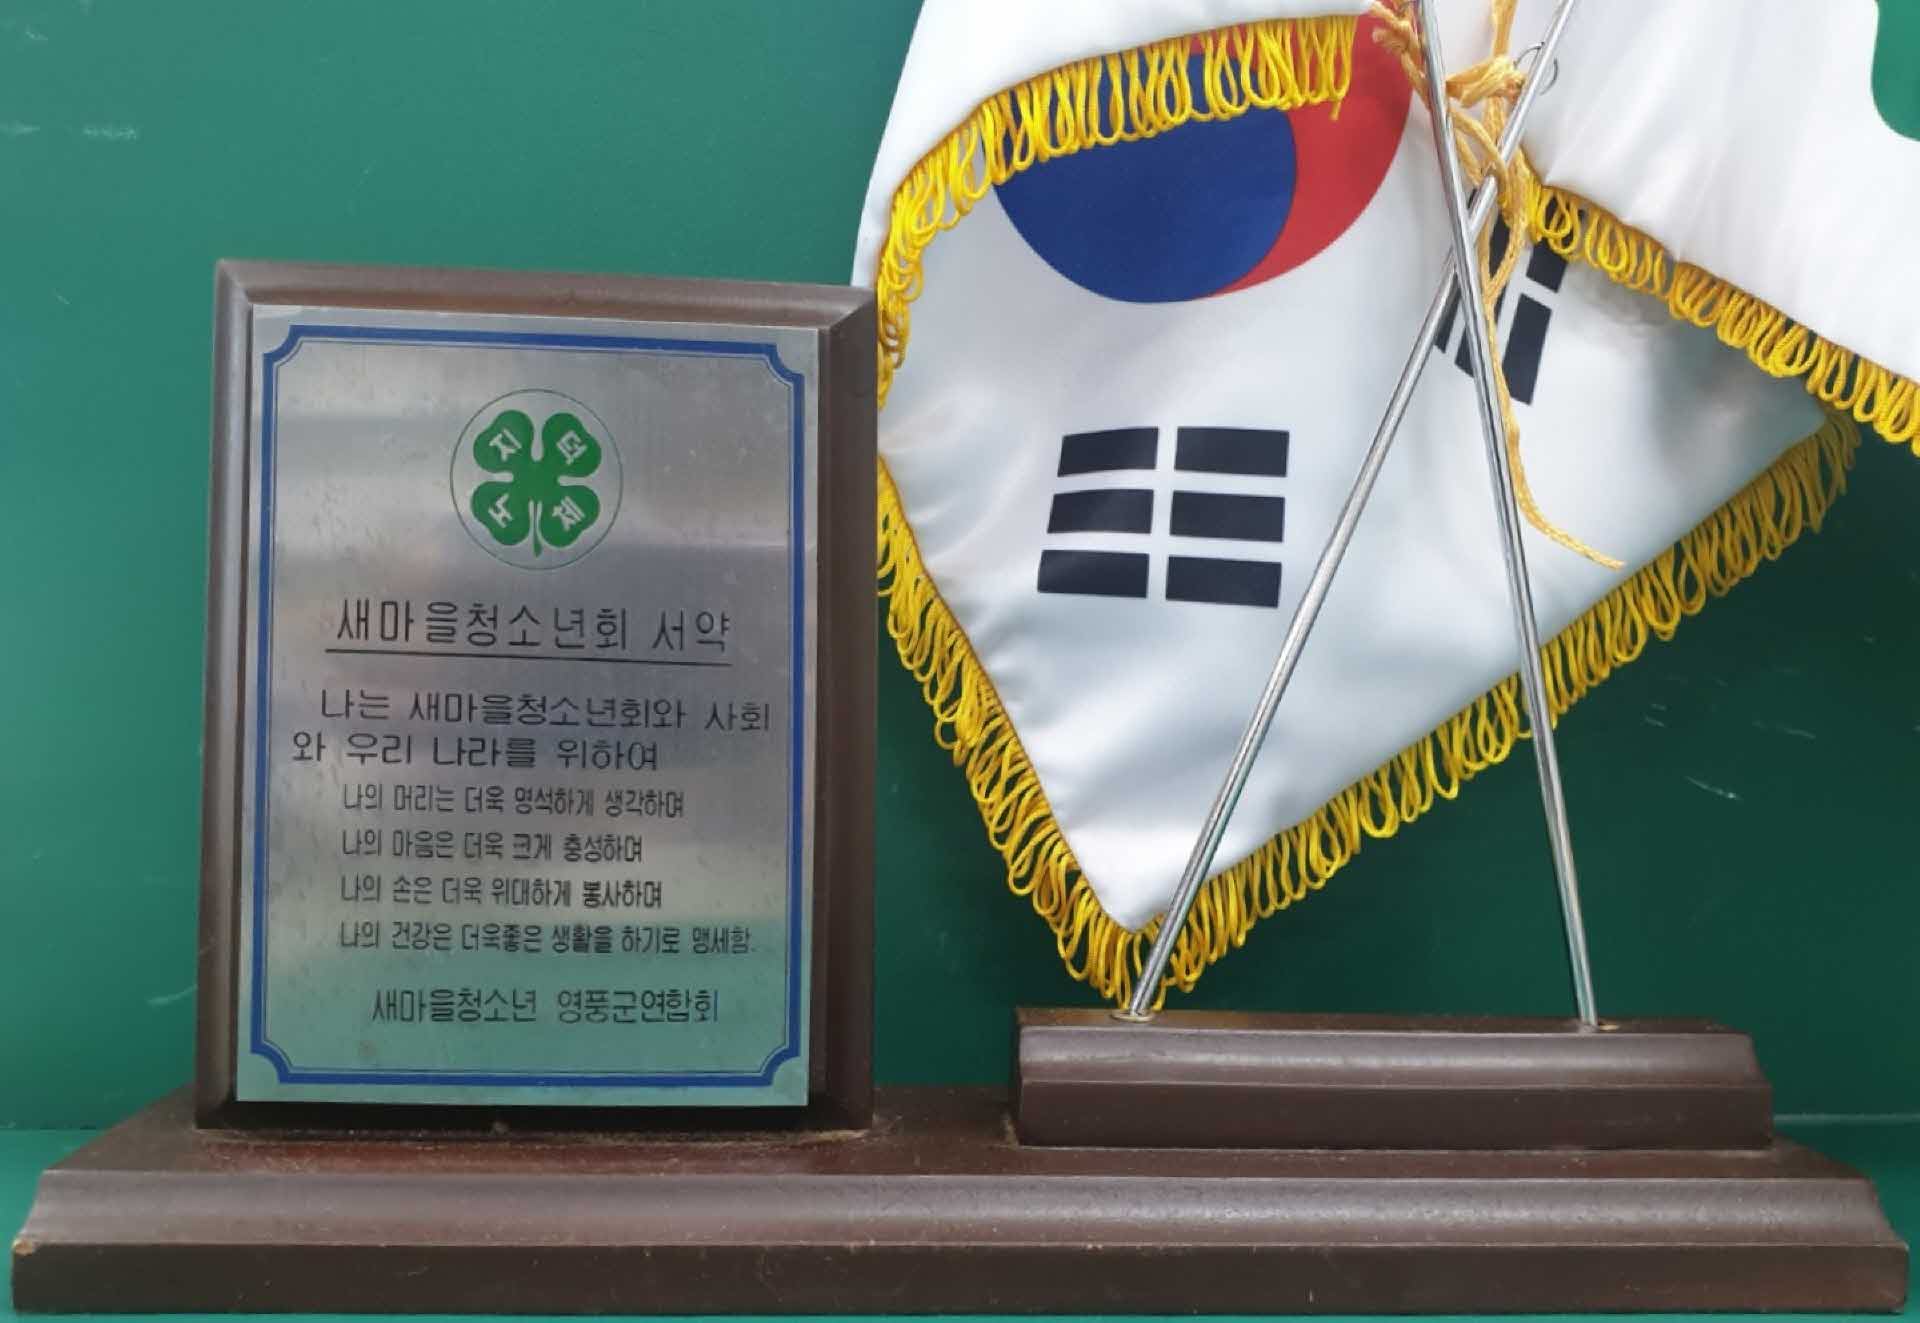 지 덕
노 체
새마을청소년회 서약
나는 새마을청소년회와 사회
와 우리 나라를 위하여
나의 머리는 더욱 명석하게 생각하며
나의 마음은 더욱 크게 충성하며
나의 손은 더욱 위대하게 봉사하며
나의 건강은 더욱좋은 생활을 하기로 맹세함.
새마을청소년 영풍군연합회